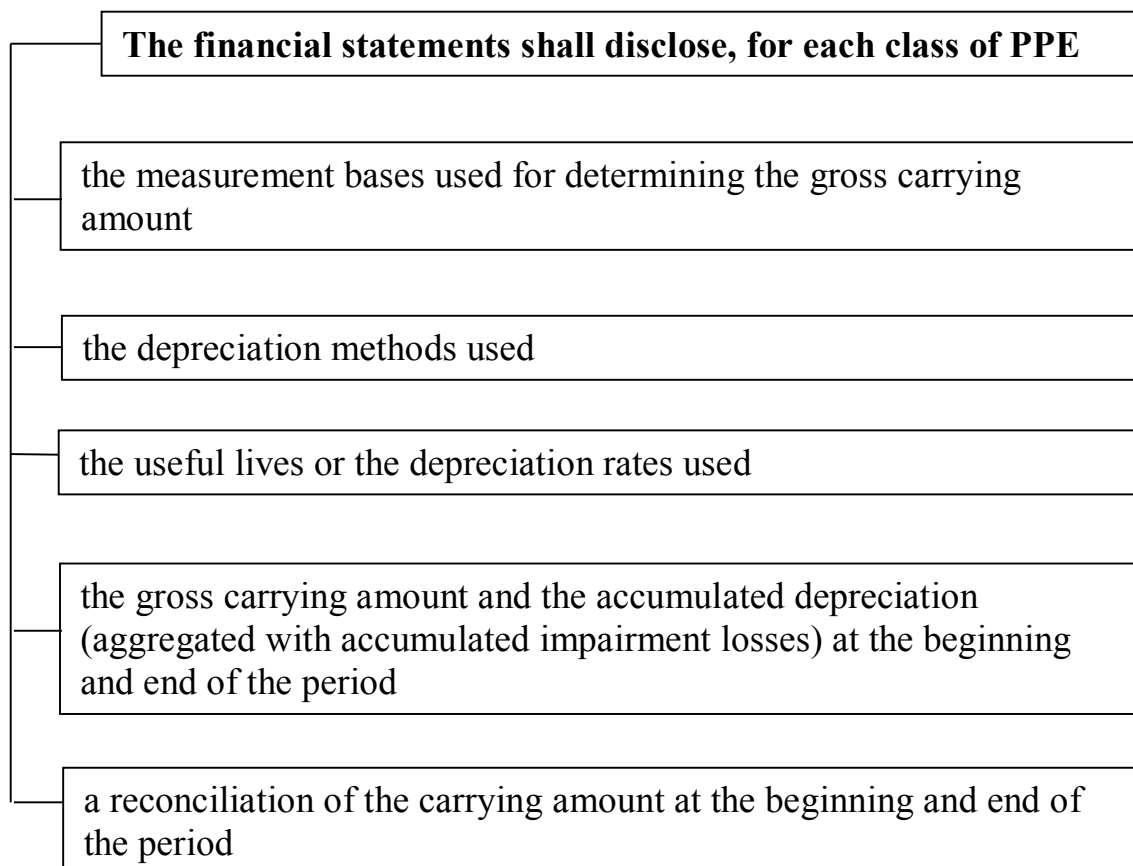 The financial statements shall disclose, for each class of PPE
the measurement bases used for determining the gross carrying
amount
the depreciation methods used
the useful lives or the depreciation rates used
the gross carrying amount and the accumulated depreciation
(aggregated with accumulated impairment losses) at the beginning
and end of the period
a reconciliation of the carrying amount at the beginning and end of
the period